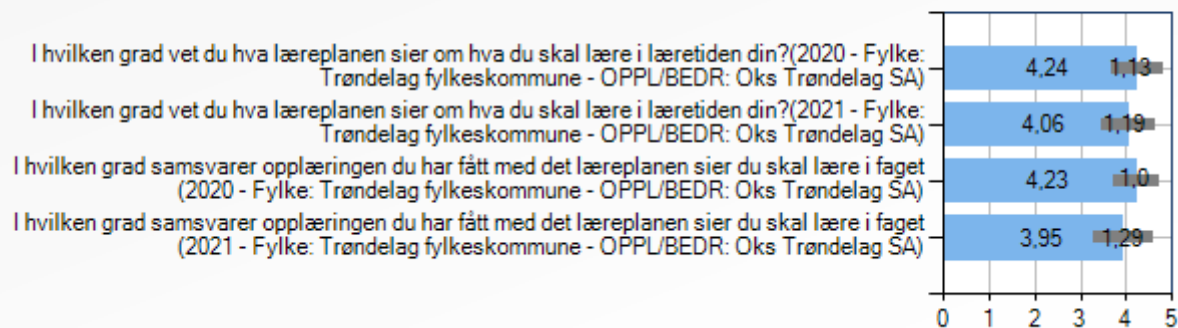 I hvilken grad vet du hva læreplanen sier om hva du skal lære i læretiden din?(2020 - Fylke:
Trøndelag fylkeskommune - OPPL/BEDR: Oks Trøndelag SA)
4,24 1,13
I hvilken grad vet du hva læreplanen sier om hva du skal lære i læretiden din?(2021 - Fylke:
Trøndelag fylkeskommune - OPPL/BEDR: Oks Trøndelag SA)
4,06 1,19
I hvilken grad samsvarer opplæringen du har fått med det læreplanen sier du skal lære i faget
(2020 - Fylke: Trøndelag fylkeskommune - OPPL/BEDR: Oks Trøndelag SA)
4,23 1,0
I hvilken grad samsvarer opplæringen du har fått med det læreplanen sier du skal lære i faget
(2021 - Fylke: Trøndelag fylkeskommune - OPPL/BEDR: Oks Trøndelag SA)
3,95 1,29
0 1 2 3 4 5